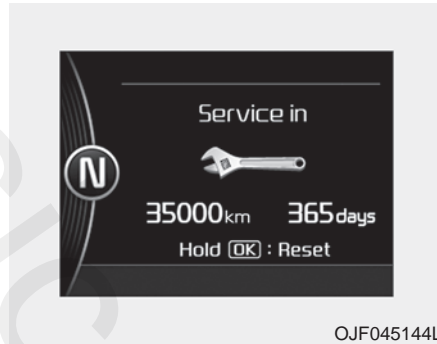 Service in
N
35000km 365days
Hold OK : Reset
OJF045144L